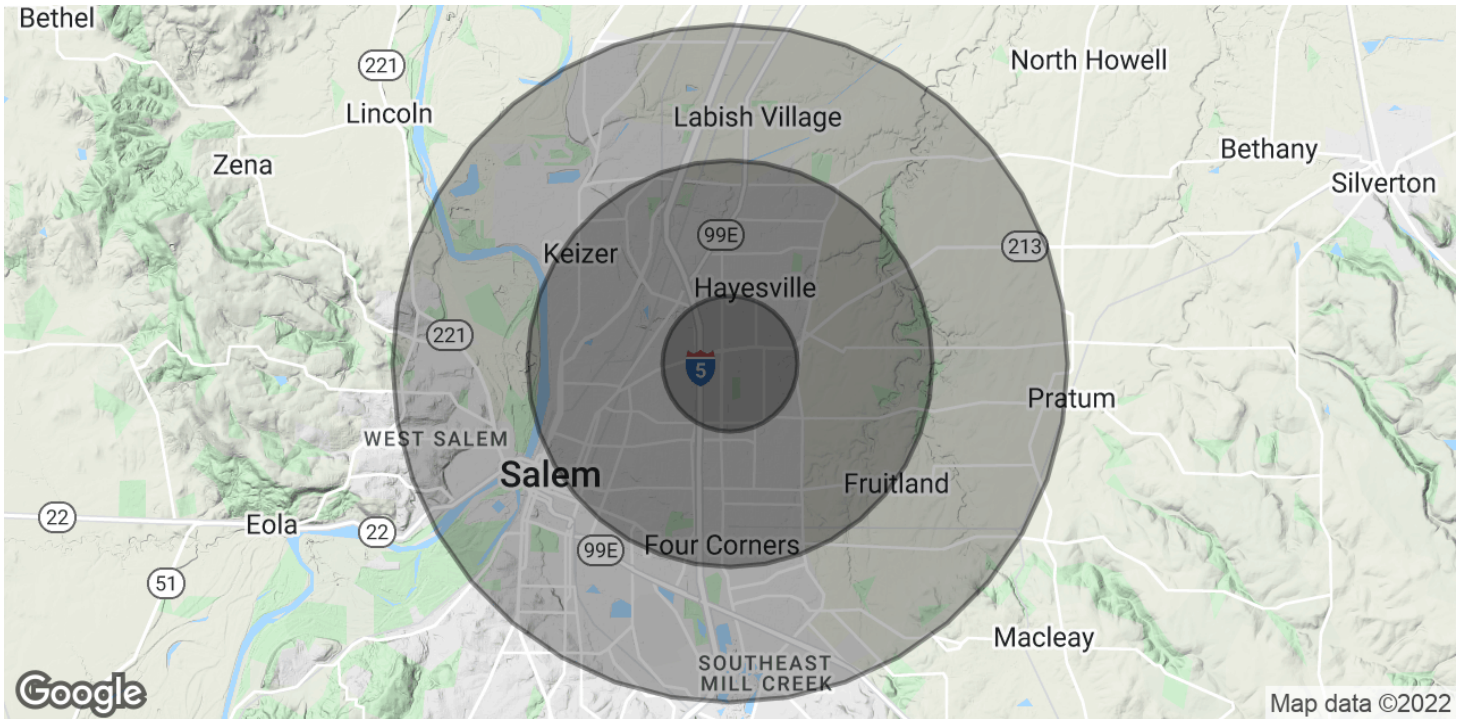 Bethel
221
North Howell
Lincoln
Labish Village
Zena
Bethany
Silverton
99E
213
Keizer
Hayesville
221
5
Pratum
WEST SALEM
Salem
Fruitland
22
Eola
22
99E
Four Corners
51
Macleay
SOUTHEAST
MILL CREEK
Google
Map data ©2022